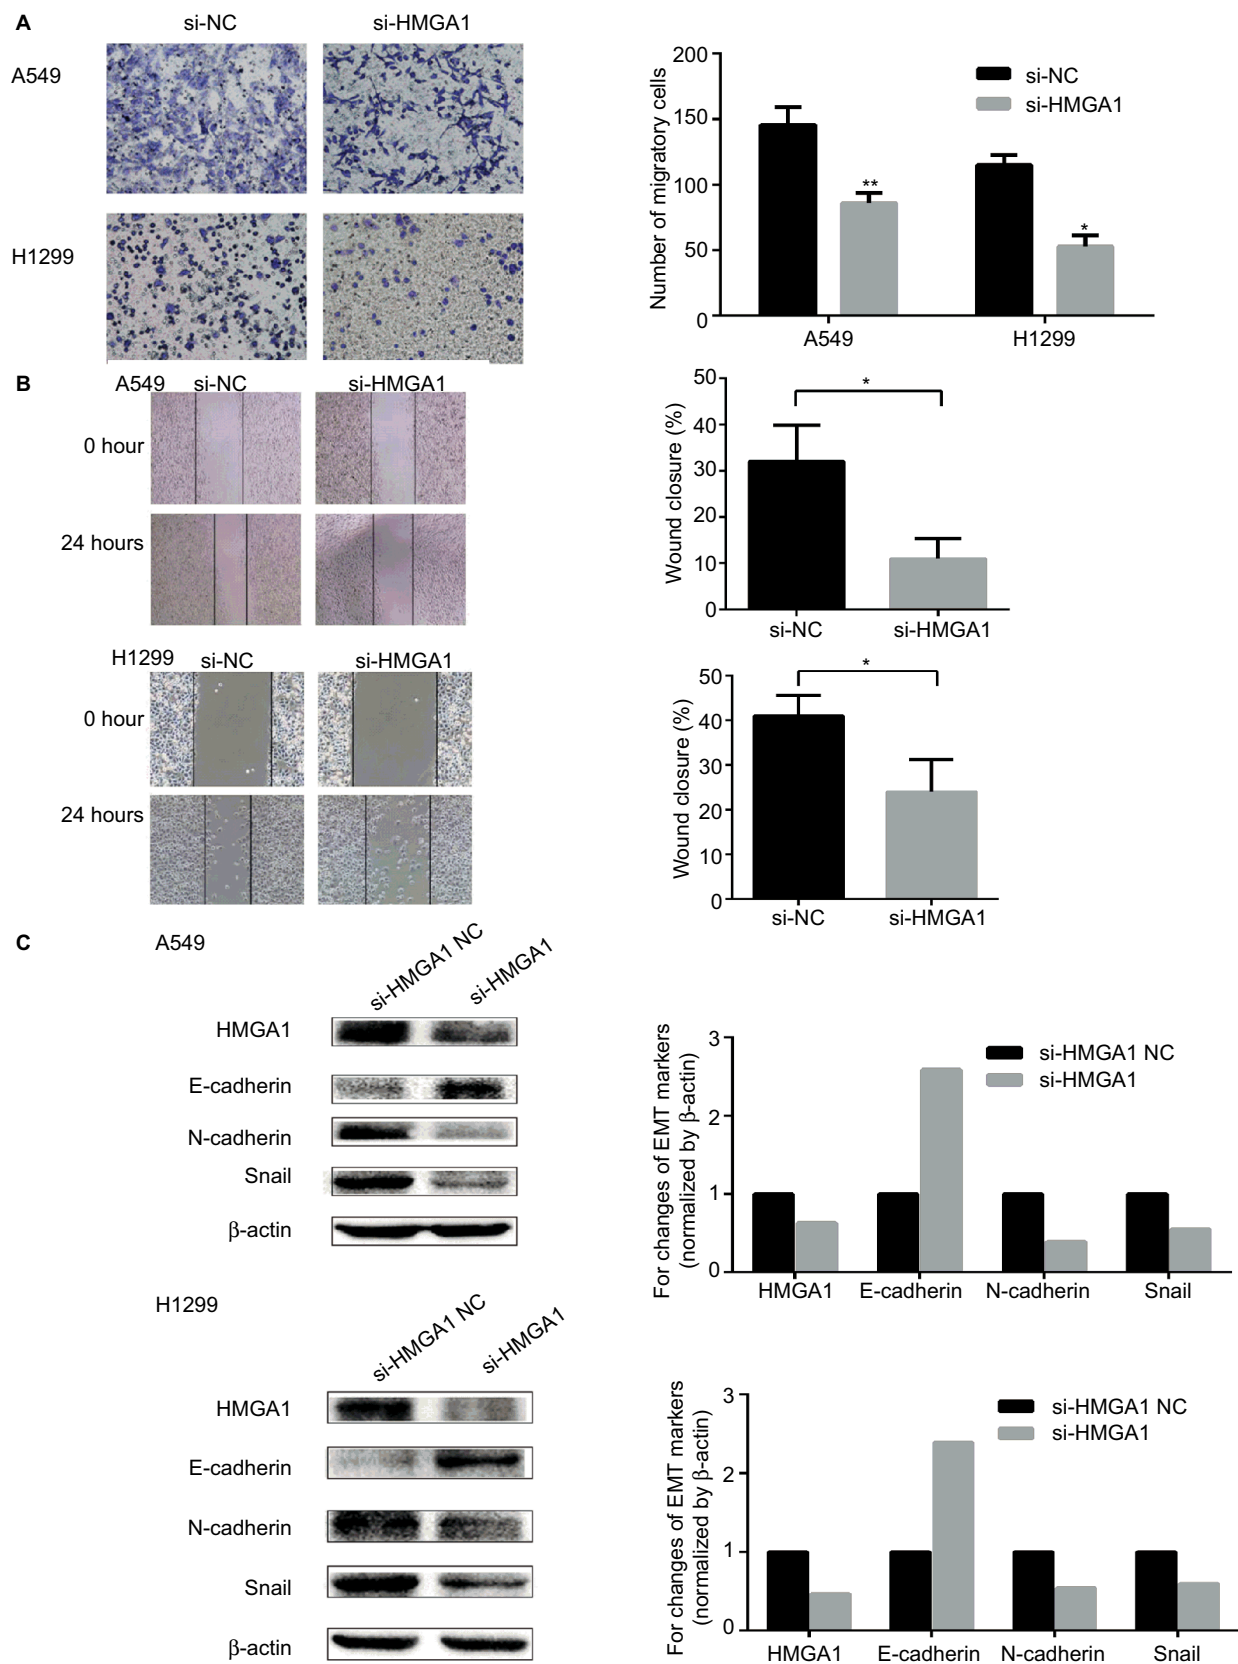 A
si-NC si-HMGA1
A549
H1299
200
150
100
50
0
Number of migratory cells
si-NC
si-HMGA1
**
*
A549 H1299
B
A549 si-NC si-HMGA1
0 hour
24 hours
50
40
30
20
10
0
Wound closure (%)
*
si-NC si-HMGA1
H1299 si-NC si-HMGA1
0 hour
24 hours
50
40
30
20
10
0
Wound closure (%)
*
si-NC si-HMGA1
C
A549
si-HMGA1 NC si-HMGA1
HMGA1
E-cadherin
N-cadherin
Snail
β-actin
3
2
1
0
For changes of EMT markers
(normalized by β-actin)
si-HMGA1 NC
si-HMGA1
HMGA1 E-cadherin N-cadherin Snail
H1299
si-HMGA1 NC si-HMGA1
HMGA1
E-cadherin
N-cadherin
Snail
β-actin
3
2
1
0
For changes of EMT markers
(normalized by β-actin)
si-HMGA1 NC
si-HMGA1
HMGA1 E-cadherin N-cadherin Snail